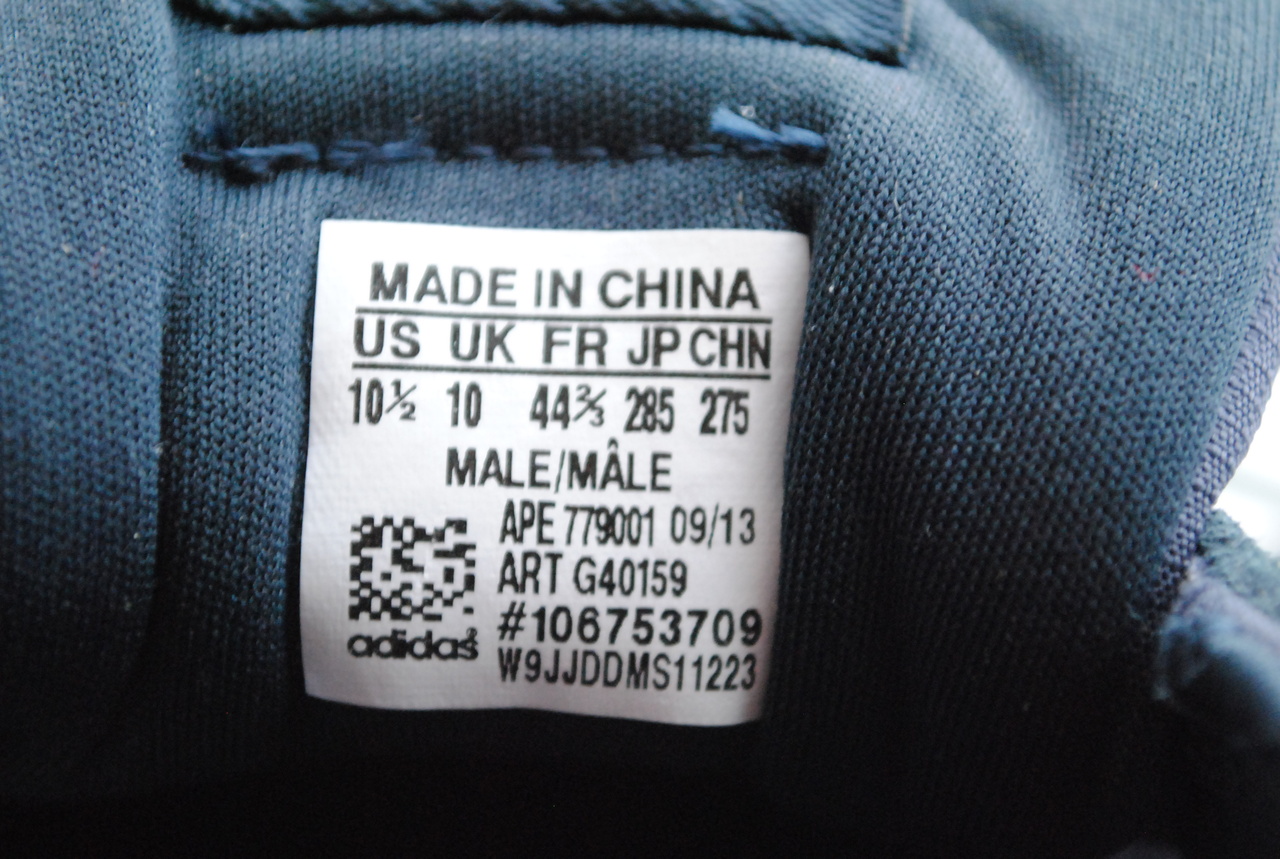 MADE IN CHINA
US UK FR JP CHN
10½ 10 44⅔ 285 275
MALE/MÂLE
APE 779001 09/13
ART G40159
#106753709
adidas W9JJDDMS11223